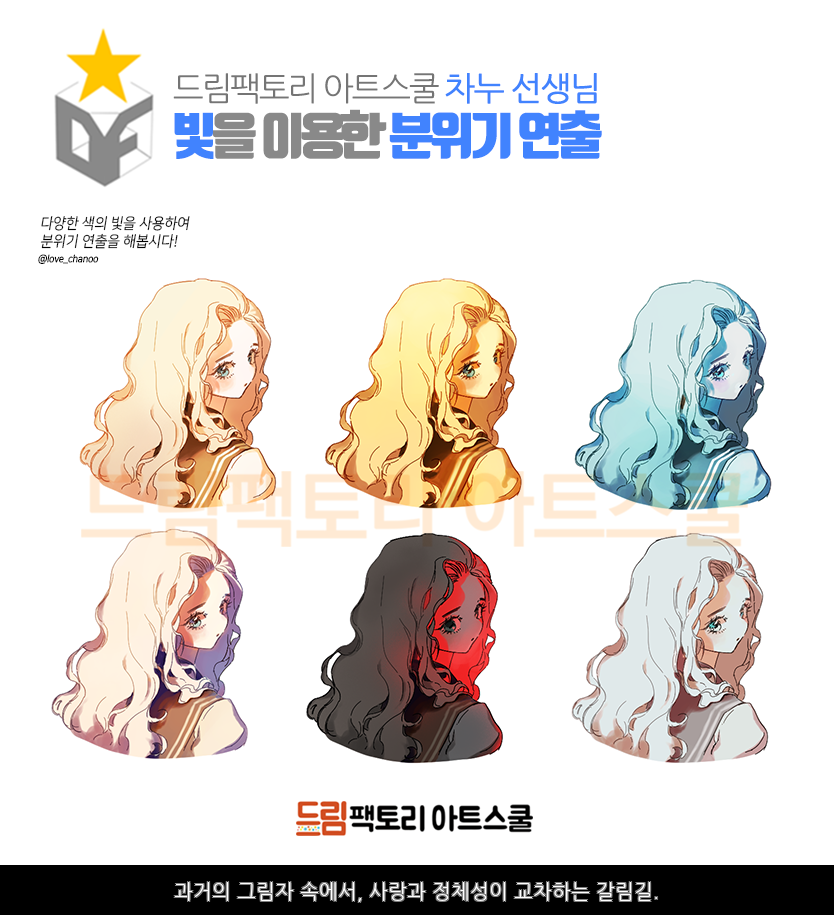 드림팩토리 아트스쿨 차누 선생님
빛을 이용한 분위기 연출
DF
다양한 색의 빛을 사용하여
분위기 연출을 해봅시다!
@love_chanoo
드림팩토리 아트스쿨
드림팩토리 아트스쿨
과거의 그림자 속에서, 사랑과 정체성이 교차하는 갈림길.